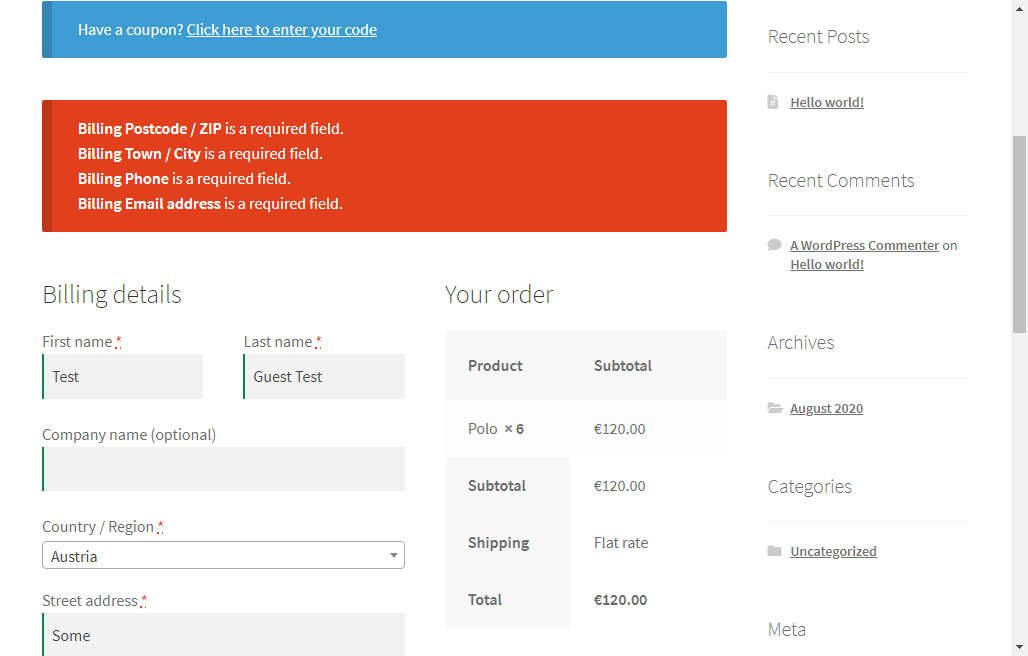 Have a coupon? Click here to enter your code
Billing Postcode / ZIP is a required field.
Billing Town / City is a required field.
Billing Phone is a required field.
Billing Email address is a required field.
Billing details
First name *
Last name *
Test
Guest Test
Company name (optional)
Country / Region *
Austria
Street address *
Some
Your order
Product Subtotal
Polo × 6 €120.00
Subtotal €120.00
Shipping Flat rate
Total €120.00
Recent Posts
Hello world!
Recent Comments
A WordPress Commenter on
Hello world!
Archives
August 2020
Categories
Uncategorized
Meta